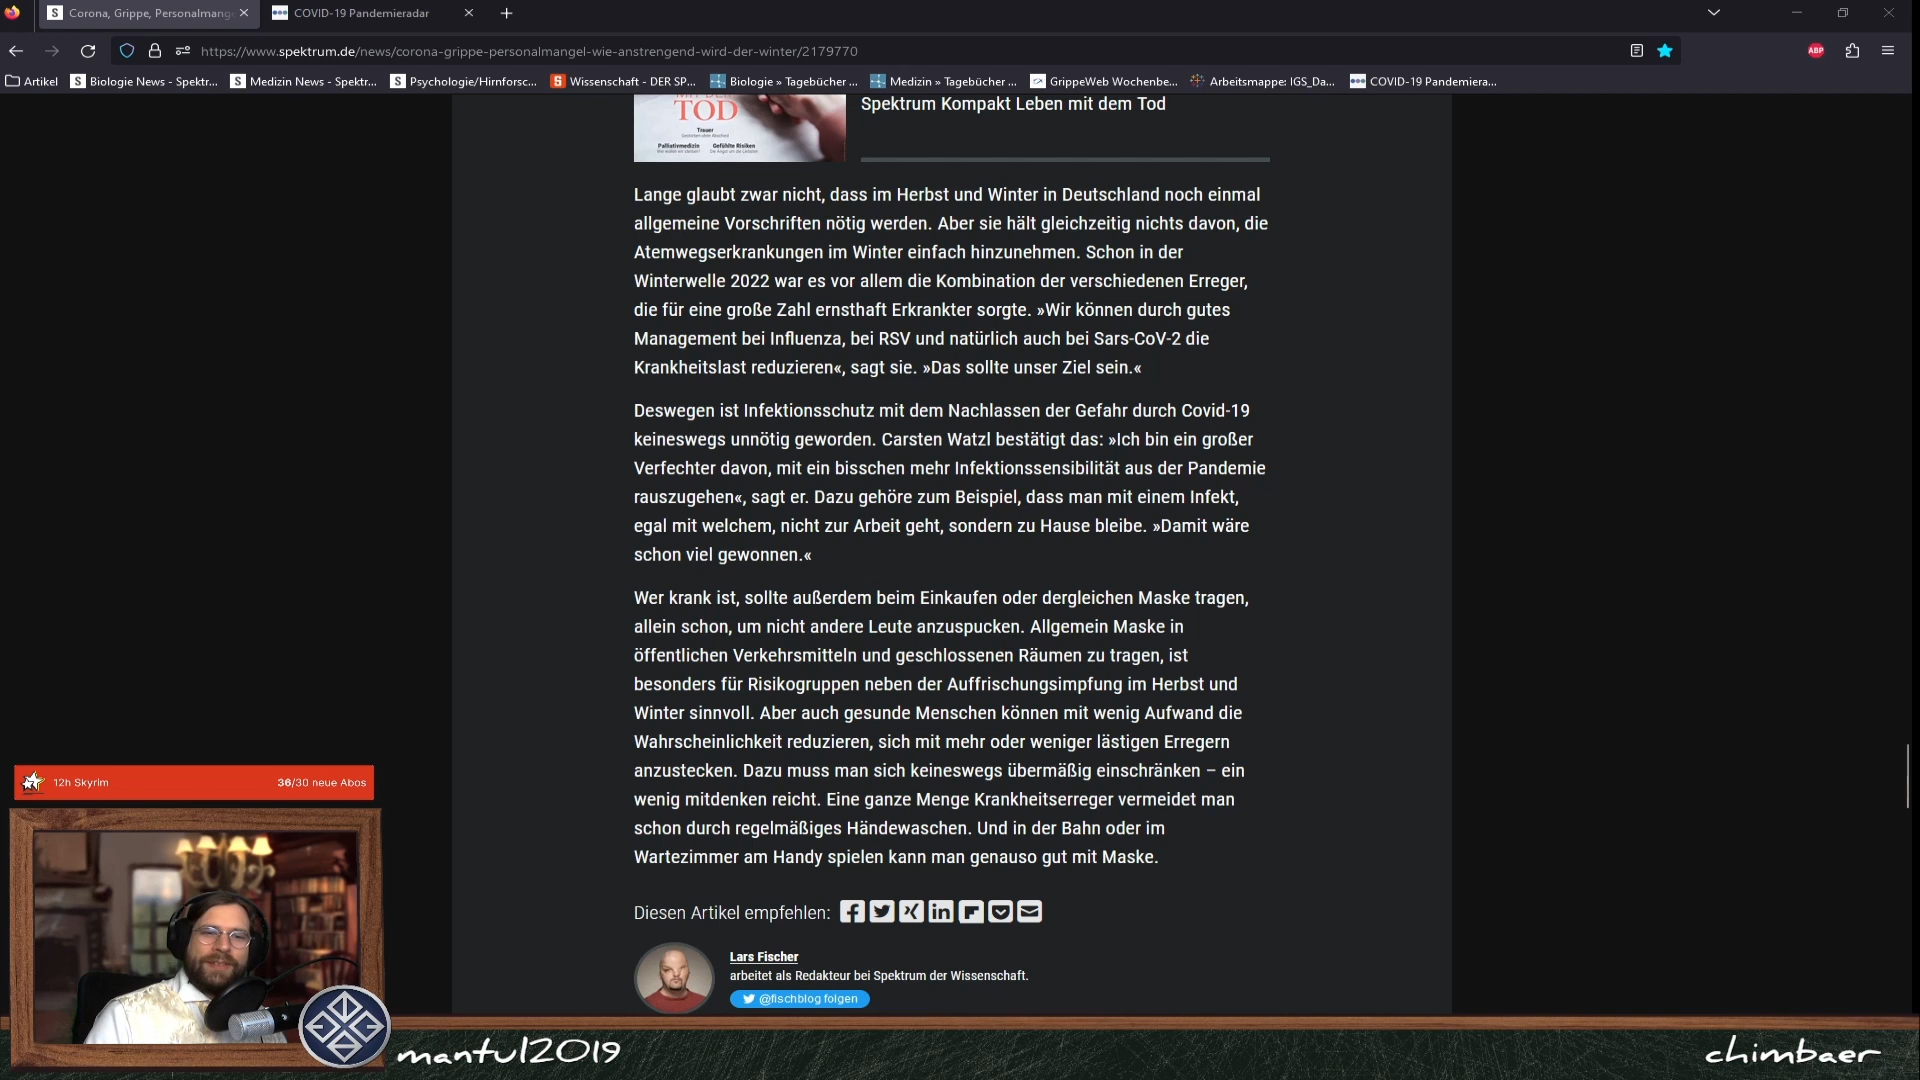 Corona, Grippe, Personalmang
COVID-19 Pandemieradar
https://www.spektrum.de/news/corona-grippe-personalmangel-wie-anstrengend-wird-der-winter/2179770
ABP
Artikel
Biologie News - Spektr...
Medizin News - Spektr...
Psychologie/Hirnforsc...
Wissenschaft - DER SP...
Biologie » Tagebücher ...
Medizin » Tagebücher ...
GrippeWeb Wochenbe...
Arbeitsmappe: IGS_Da...
COVID-19 Pandemiera...
TOD
Trauer
Palliativmedizin
Gefühlte Risiken
Spektrum Kompakt Leben mit dem Tod
Lange glaubt zwar nicht, dass im Herbst und Winter in Deutschland noch einmal
allgemeine Vorschriften nötig werden. Aber sie hält gleichzeitig nichts davon, die
Atemwegserkrankungen im Winter einfach hinzunehmen. Schon in der
Winterwelle 2022 war es vor allem die Kombination der verschiedenen Erreger,
die für eine große Zahl ernsthaft Erkrankter sorgte. »Wir können durch gutes
Management bei Influenza, bei RSV und natürlich auch bei Sars-CoV-2 die
Krankheitslast reduzieren«, sagt sie. »Das sollte unser Ziel sein.«
Deswegen ist Infektionsschutz mit dem Nachlassen der Gefahr durch Covid-19
keineswegs unnötig geworden. Carsten Watzl bestätigt das: »Ich bin ein großer
Verfechter davon, mit ein bisschen mehr Infektionssensibilität aus der Pandemie
rauszugehen«, sagt er. Dazu gehöre zum Beispiel, dass man mit einem Infekt,
egal mit welchem, nicht zur Arbeit geht, sondern zu Hause bleibe. »Damit wäre
schon viel gewonnen.«
Wer krank ist, sollte außerdem beim Einkaufen oder dergleichen Maske tragen,
allein schon, um nicht andere Leute anzuspucken. Allgemein Maske in
öffentlichen Verkehrsmitteln und geschlossenen Räumen zu tragen, ist
besonders für Risikogruppen neben der Auffrischungsimpfung im Herbst und
Winter sinnvoll. Aber auch gesunde Menschen können mit wenig Aufwand die
Wahrscheinlichkeit reduzieren, sich mit mehr oder weniger lästigen Erregern
anzustecken. Dazu muss man sich keineswegs übermäßig einschränken – ein
wenig mitdenken reicht. Eine ganze Menge Krankheitserreger vermeidet man
schon durch regelmäßiges Händewaschen. Und in der Bahn oder im
Wartezimmer am Handy spielen kann man genauso gut mit Maske.
Diesen Artikel empfehlen:
Lars Fischer
arbeitet als Redakteur bei Spektrum der Wissenschaft.
@fischblog folgen
12h Skyrim
36/30 neue Abos
mantul2019
chimbaer